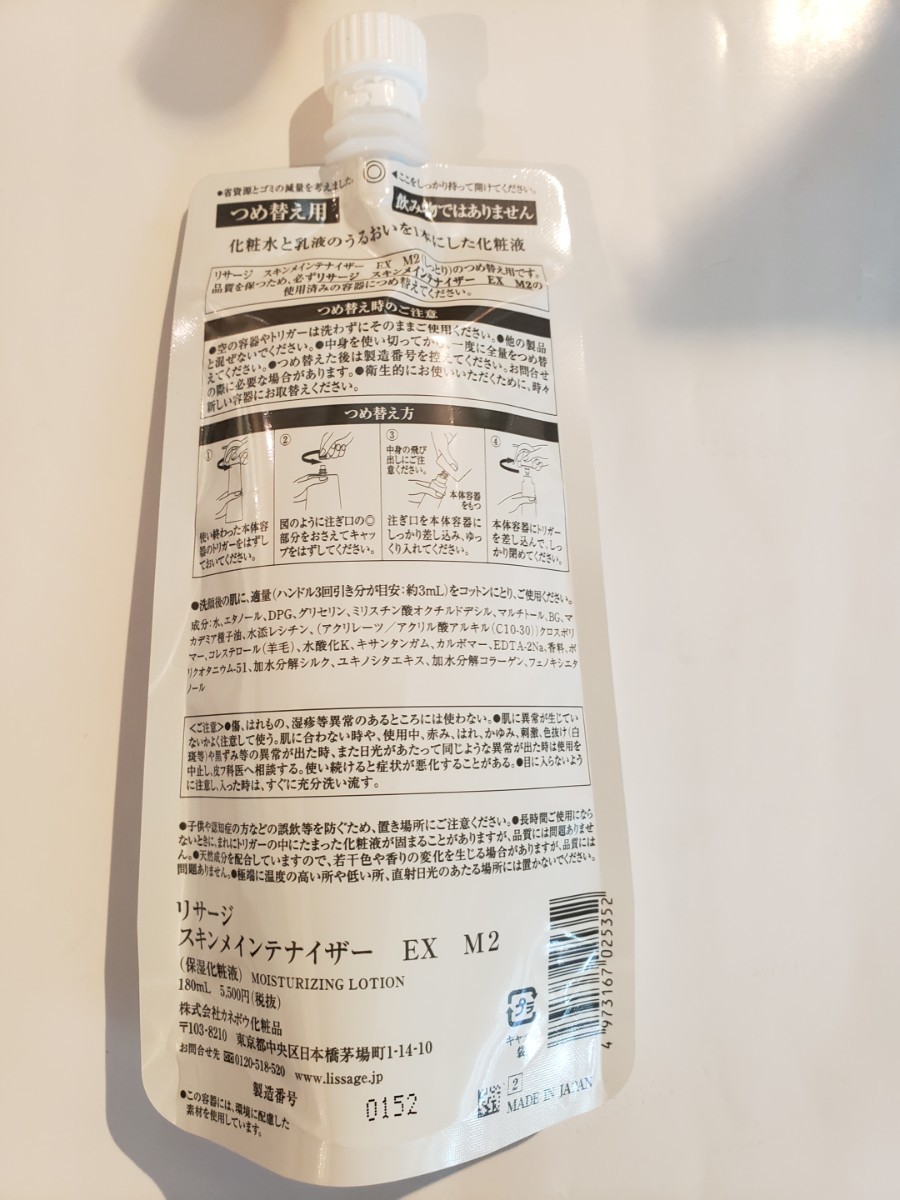 ●省資源とゴミの減量を考えました。
◀ここをしっかり持って開けてください。
つめ替え用
飲み物ではありません
化粧水と乳液のうるおいを1本にした化粧液
リサージ スキンメインテナイザー EX M2(しっとり)のつめ替え用です。
品質を保つため、必ずリサージ スキンメインテナイザー EX M2の
使用済みの容器につめ替えてください。
つめ替え時のご注意
●空の容器やトリガーは洗わずにそのままご使用ください。●他の製品
と混ぜないでください。●中身を使い切ってから、一度に全量をつめ替
えてください。●つめ替えた後は製造番号を控えてください。お問合せ
の際に必要な場合があります。●衛生的にお使いいただくために、時々
新しい容器にお取替えください。
つめ替え方
①
使い終わった本体容
器のトリガーをはずし
ておいてください。
②
図のように注ぎ口の◎
部分をおさえてキャッ
プをはずしてください。
③
中身の飛び
出しにご注
意ください。
本体容器
をもつ
注ぎ口を本体容器に
しっかり差し込み、ゆっ
くり入れてください。
④
本体容器にトリガー
を差し込んで、しっ
かり閉めてください。
●洗顔後の肌に、適量(ハンドル3回引き分が目安:約3mL)をコットンにとり、ご使用ください。
成分:水、エタノール、DPG、グリセリン、ミリスチン酸オクチルドデシル、マルチトール、BG、マ
カデミア種子油、水添レシチン、(アクリレーツ/アクリル酸アルキル(C10-30))クロスポリ
マー、コレステロール(羊毛)、水酸化K、キサンタンガム、カルボマー、EDTA-2Na、香料、ポ
リクオタニウム-51、加水分解シルク、ユキノシタエキス、加水分解コラーゲン、フェノキシエタ
ノール
<ご注意>●傷、はれもの、湿疹等異常のあるところには使わない。●肌に異常が生じてい
ないかよく注意して使う。肌に合わない時や、使用中、赤み、はれ、かゆみ、刺激、色抜け(白
斑等)や黒ずみ等の異常が出た時、また日光があたって同じような異常が出た時は使用を
中止し、皮フ科医へ相談する。使い続けると症状が悪化することがある。●目に入らないよう
に注意し、入った時は、すぐに充分洗い流す。
●子供や認知症の方などの誤飲等を防ぐため、置き場所にご注意ください。●長時間ご使用になら
ないときに、まれにトリガーの中にたまった化粧液が固まることがありますが、品質には問題ありませ
ん。●天然成分を配合していますので、若干色や香りの変化を生じる場合がありますが、品質には
問題ありません。●極端に温度の高い所や低い所、直射日光のあたる場所には置かないでください。
リサージ
スキンメインテナイザー EX M2
(保湿化粧液) MOISTURIZING LOTION
180mL 5,500円(税抜)
株式会社カネボウ化粧品
〒103-8210 東京都中央区日本橋茅場町1-14-10
お問合せ先 0120-518-520 www.lissage.jp
製造番号
0152
●この容器には、環境に配慮した
素材を使用しています。
プラ
袋
2
MADE IN JAPAN
4 973167 025352